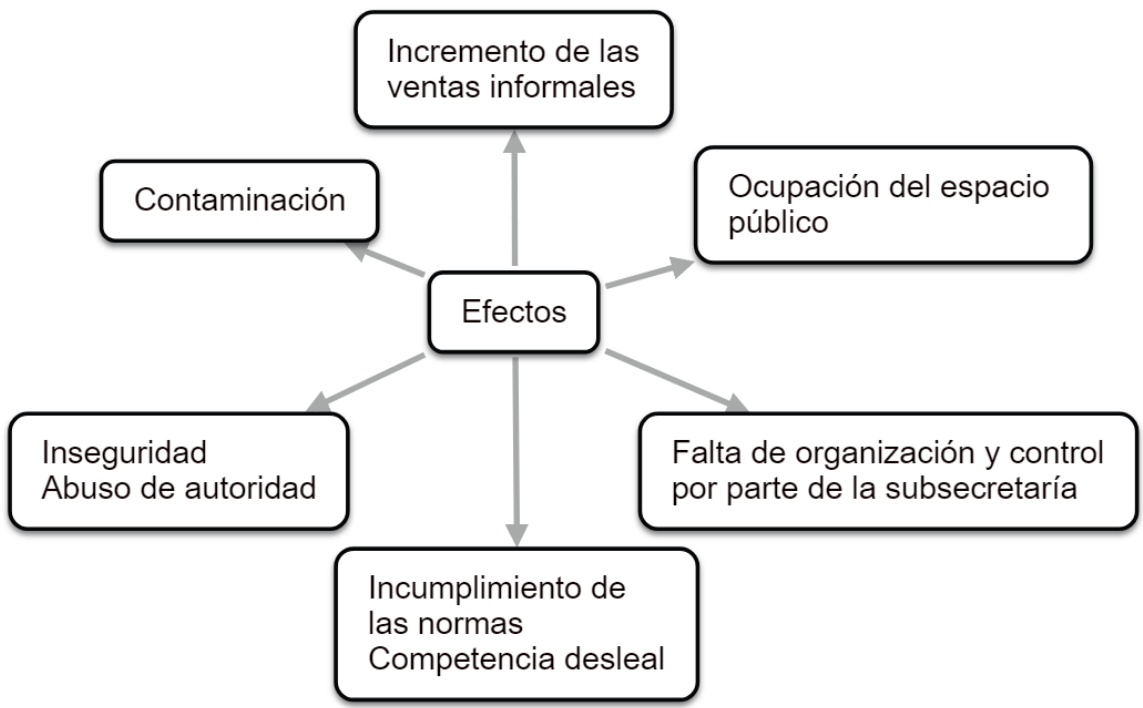 Incremento de las
ventas informales
Contaminación
Ocupación del espacio
público
Efectos
Inseguridad
Abuso de autoridad
Falta de organización y control
por parte de la subsecretaría
Incumplimiento de
las normas
Competencia desleal